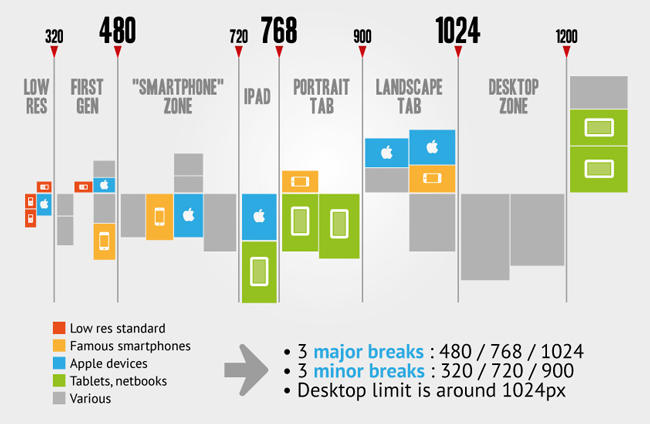 320 480 720 768 900 1024 1200
LOW RES
FIRST GEN
"SMARTPHONE" ZONE
IPAD
PORTRAIT TAB
LANDSCAPE TAB
DESKTOP ZONE
Low res standard
Famous smartphones
Apple devices
Tablets, netbooks
Various
• 3 major breaks : 480 / 768 / 1024
• 3 minor breaks : 320 / 720 / 900
• Desktop limit is around 1024px